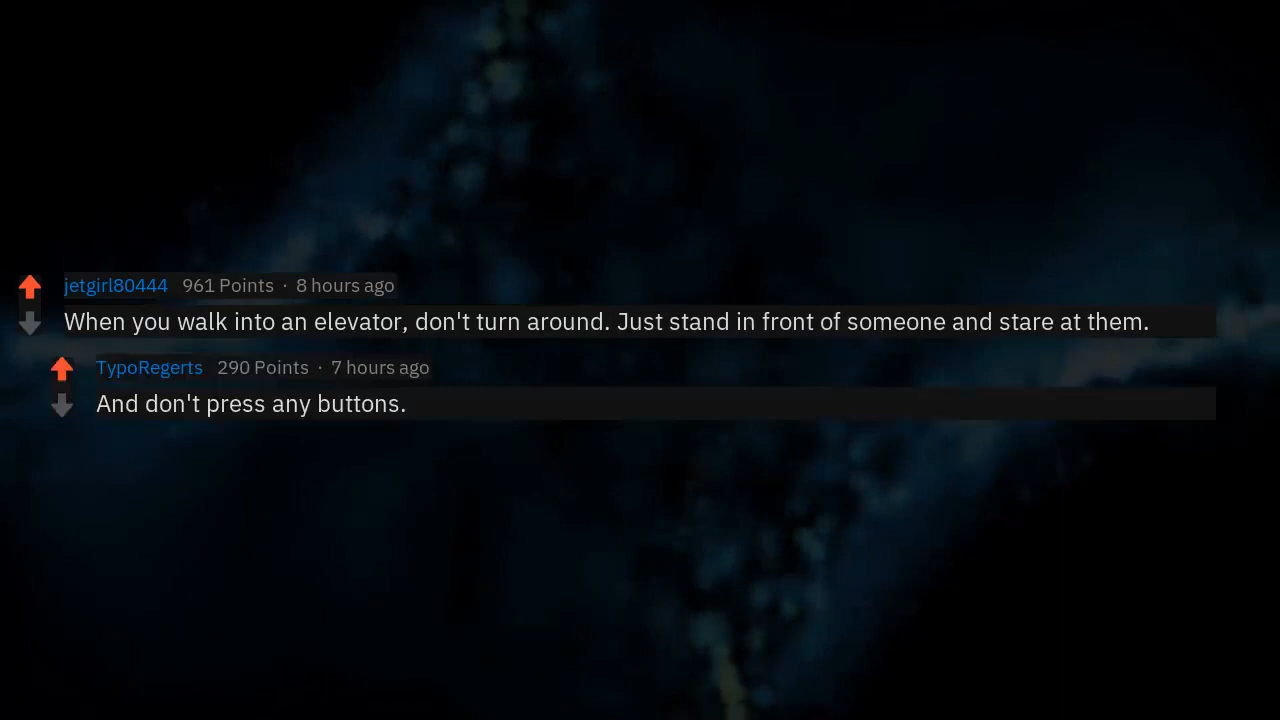 jetgirl80444 961 Points · 8 hours ago
When you walk into an elevator, don't turn around. Just stand in front of someone and stare at them.
TypoRegerts 290 Points · 7 hours ago
And don't press any buttons.